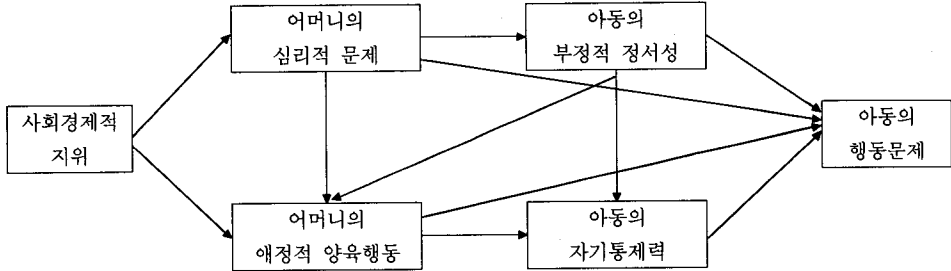 어머니의
심리적 문제
아동의
부정적 정서성
사회경제적
지위
아동의
행동문제
어머니의
애정적 양육행동
아동의
자기통제력